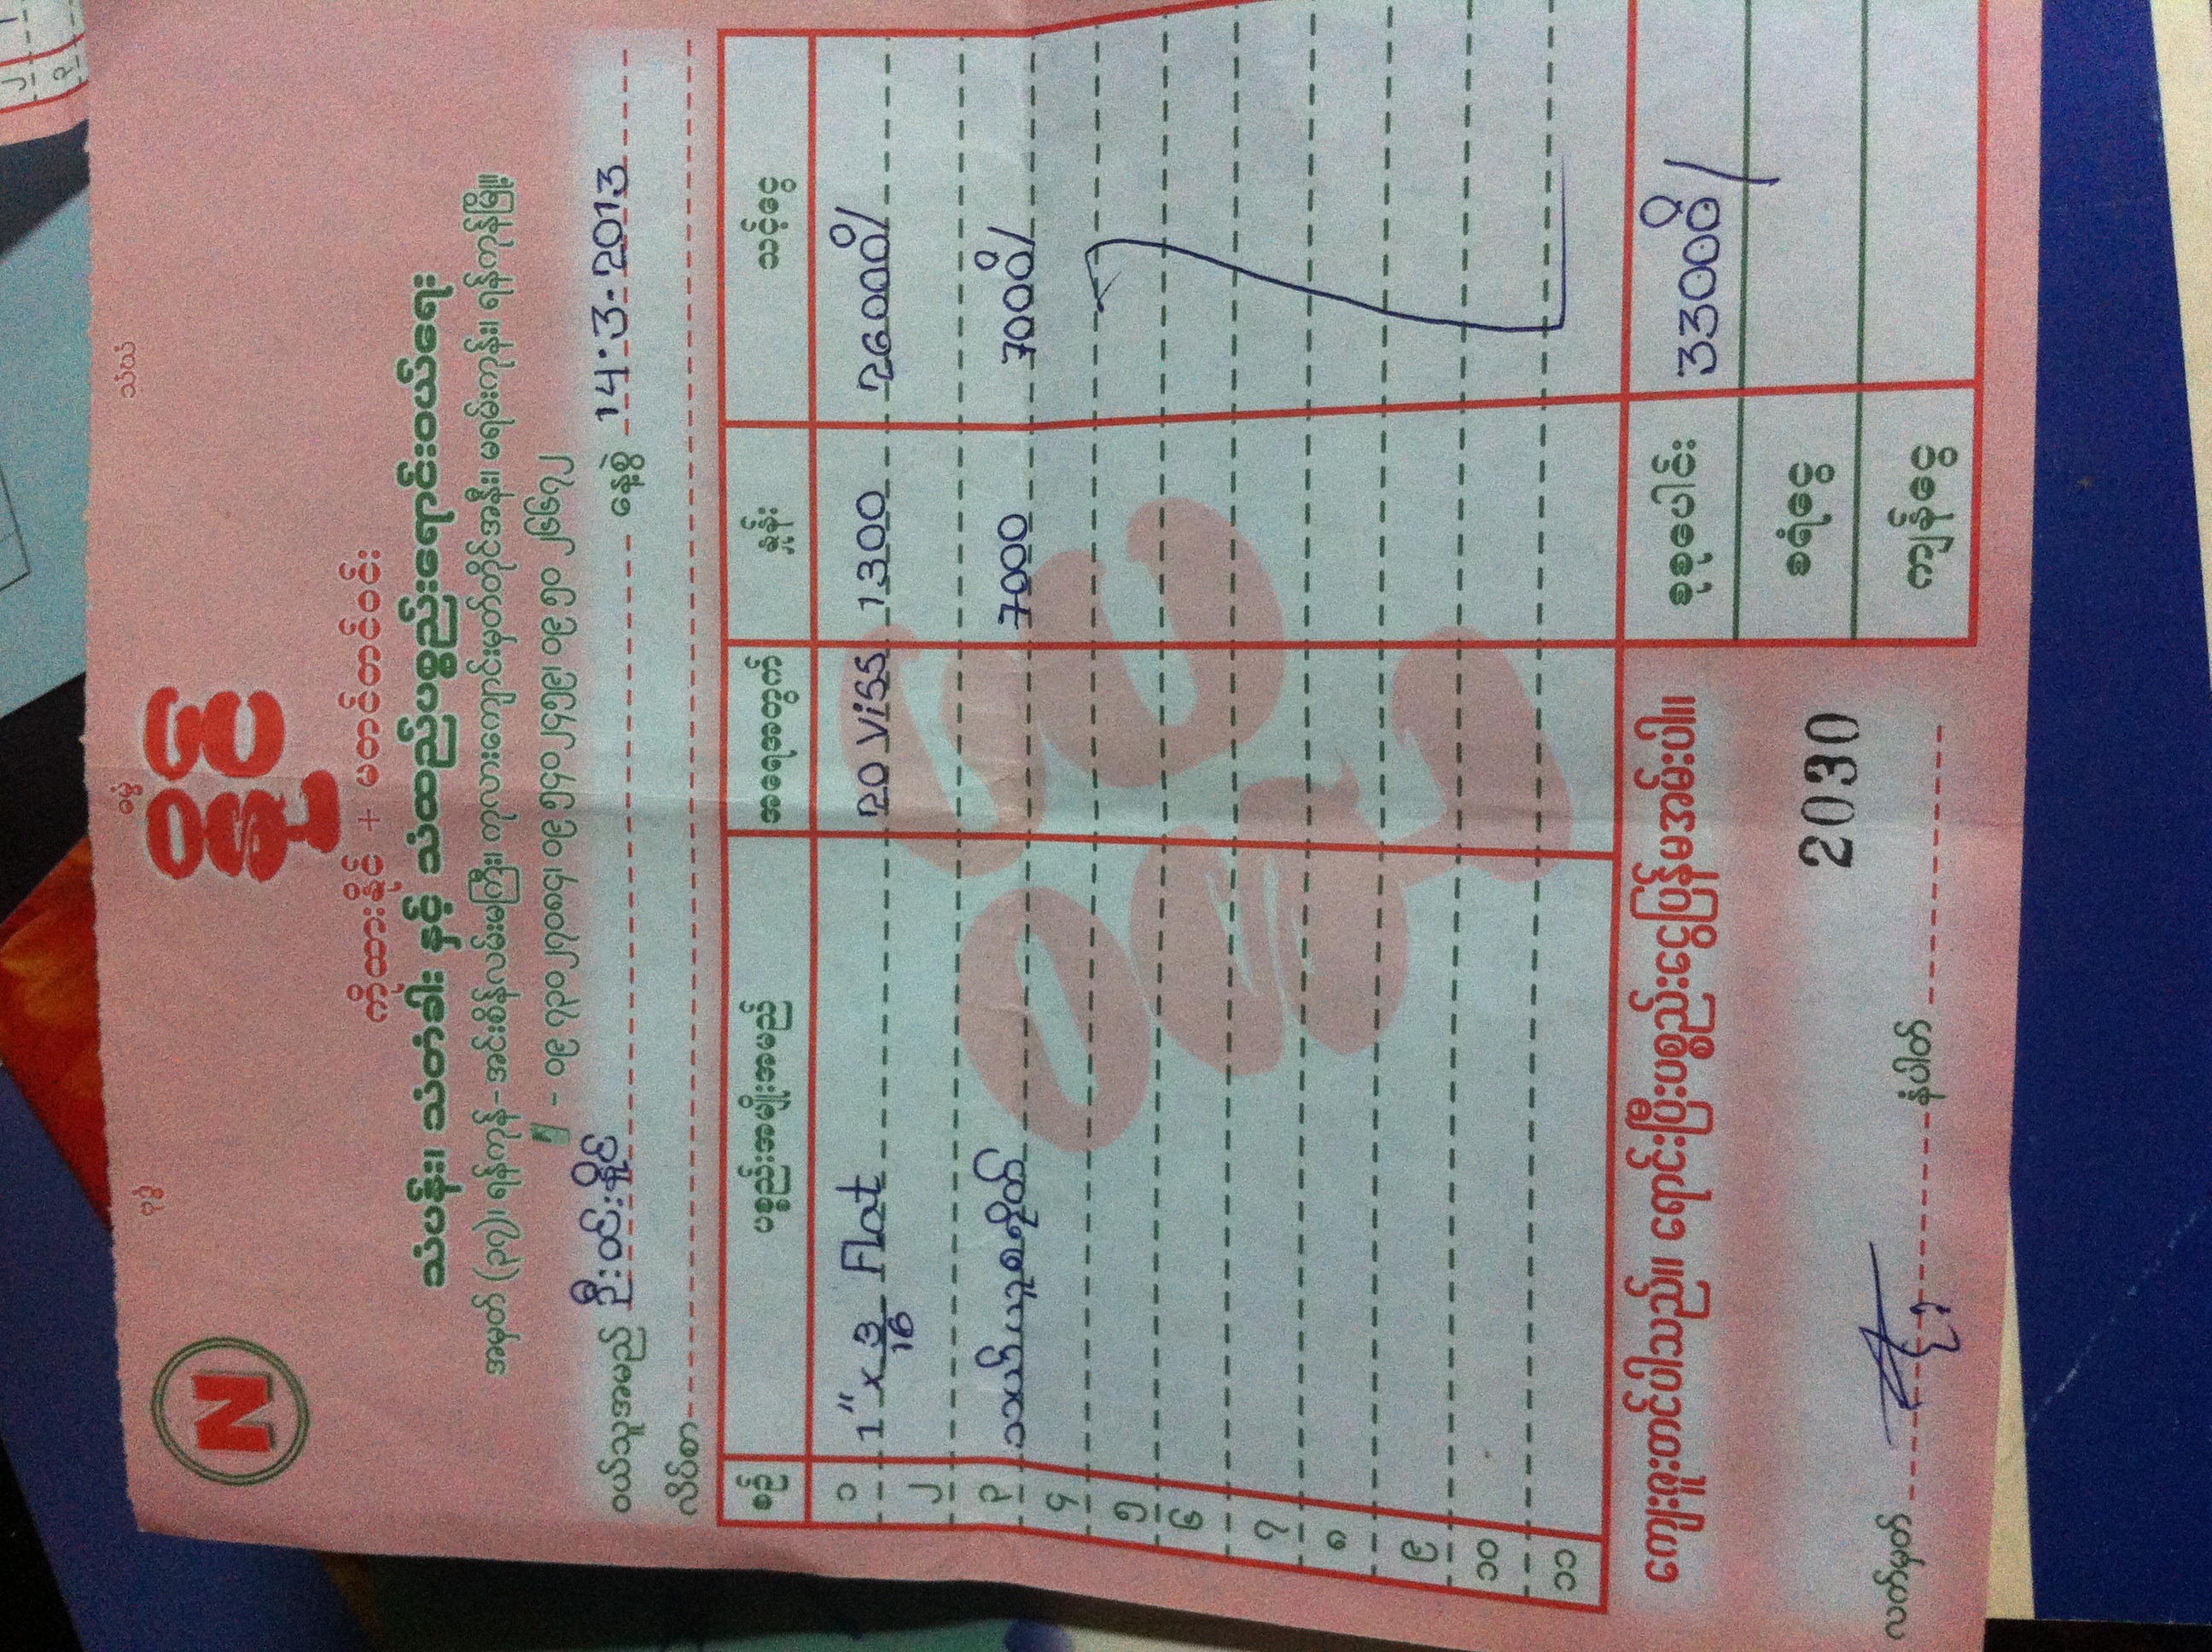 ဗုဒ္ဓံ ဓမ္မံ သံဃံ
N
နိုင်
ကိုထားနိုင် + မတင်တင်ဝင်း
သံပန်း၊ သံတံခါး နှင့် သံထည်ပစ္စည်းရောင်းဝယ်ရေး
အမှတ် (၃၇)၊ ရန်ကုန်-အင်းစိန်လမ်းမကြီး၊ ကုလားကျောင်းမှတ်တိုင်အနီး၊ မရမ်းကုန်း၊ ရန်ကုန်မြို့။
- ၀၉ ၇၃၀၂၇၀၈၄၊ ၀၉ ၅၄၀၂၄၅၉၊ ၀၉ ၅၀ ၂၆၆၇၂
ဝယ်သူအမည် ဦးဝင်းနိုင် နေ့စွဲ 14.3.2013
လိပ်စာ
စဉ် ပစ္စည်းအမျိုးအမည် အရေအတွက် နှုန်း သင့်ငွေ
၁ 1" x 3/16 Flat 20 Viss 1300 26000/
၂
၃ 7000 7000/
၄
၅
၆
၇
၈
၉
၁၀
၁၁
ကျေးဇူးတင်ပါသည်။ ရောင်းပြီးပစ္စည်းငွေပြန်မအမ်းပါ။ စုစုပေါင်း 33000/
စရံငွေ
2030
လက်မှတ် နံပါတ် ကျန်ငွေ